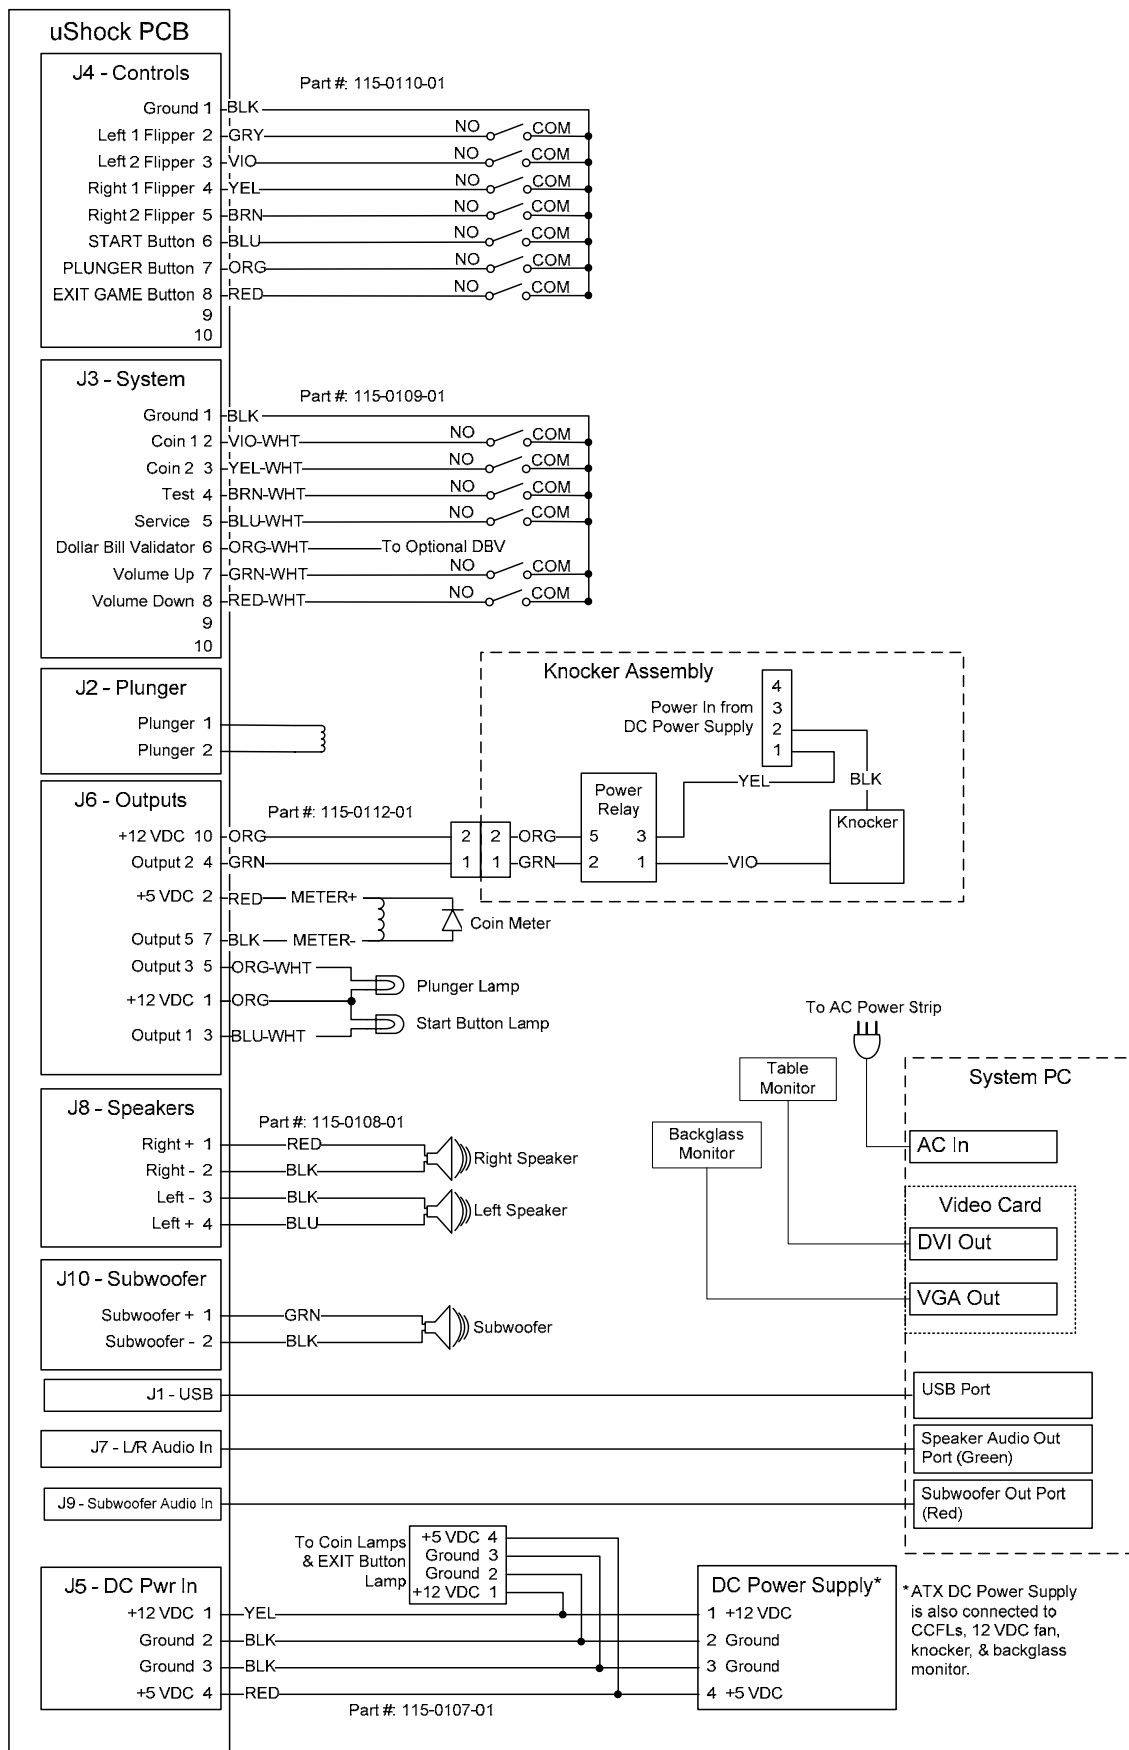 uShock PCB
J4 - Controls
Part #: 115-0110-01
Ground 1 BLK
Left 1 Flipper 2 GRY NO COM
Left 2 Flipper 3 VIO NO COM
Right 1 Flipper 4 YEL NO COM
Right 2 Flipper 5 BRN NO COM
START Button 6 BLU NO COM
PLUNGER Button 7 ORG NO COM
EXIT GAME Button 8 RED NO COM
9
10
J3 - System
Part #: 115-0109-01
Ground 1 BLK
Coin 1 2 VIO-WHT NO COM
Coin 2 3 YEL-WHT NO COM
Test 4 BRN-WHT NO COM
Service 5 BLU-WHT NO COM
Dollar Bill Validator 6 ORG-WHT To Optional DBV
Volume Up 7 GRN-WHT NO COM
Volume Down 8 RED-WHT NO COM
9
10
J2 - Plunger
Plunger 1
Plunger 2
Knocker Assembly
Power In from
DC Power Supply
4
3
2
1
YEL
BLK
Power
Relay
5 3
2 1
Knocker
VIO
J6 - Outputs
Part #: 115-0112-01
+12 VDC 10 ORG 2 2 ORG
Output 2 4 GRN 1 1 GRN
+5 VDC 2 RED METER+
Coin Meter
Output 5 7 BLK METER-
Output 3 5 ORG-WHT
Plunger Lamp
+12 VDC 1 ORG
Start Button Lamp
Output 1 3 BLU-WHT
To AC Power Strip
Table
Monitor
Backglass
Monitor
System PC
AC In
Video Card
DVI Out
VGA Out
J8 - Speakers
Part #: 115-0108-01
Right + 1 RED
Right - 2 BLK
Right Speaker
Left - 3 BLK
Left + 4 BLU
Left Speaker
J10 - Subwoofer
Subwoofer + 1 GRN
Subwoofer - 2 BLK
Subwoofer
J1 - USB
USB Port
J7 - L/R Audio In
Speaker Audio Out
Port (Green)
J9 - Subwoofer Audio In
Subwoofer Out Port
(Red)
To Coin Lamps
& EXIT Button
Lamp
+5 VDC 4
Ground 3
Ground 2
+12 VDC 1
J5 - DC Pwr In
+12 VDC 1 YEL
Ground 2 BLK
Ground 3 BLK
+5 VDC 4 RED
Part #: 115-0107-01
DC Power Supply*
1 +12 VDC
2 Ground
3 Ground
4 +5 VDC
*ATX DC Power Supply
is also connected to
CCFLs, 12 VDC fan,
knocker, & backglass
monitor.